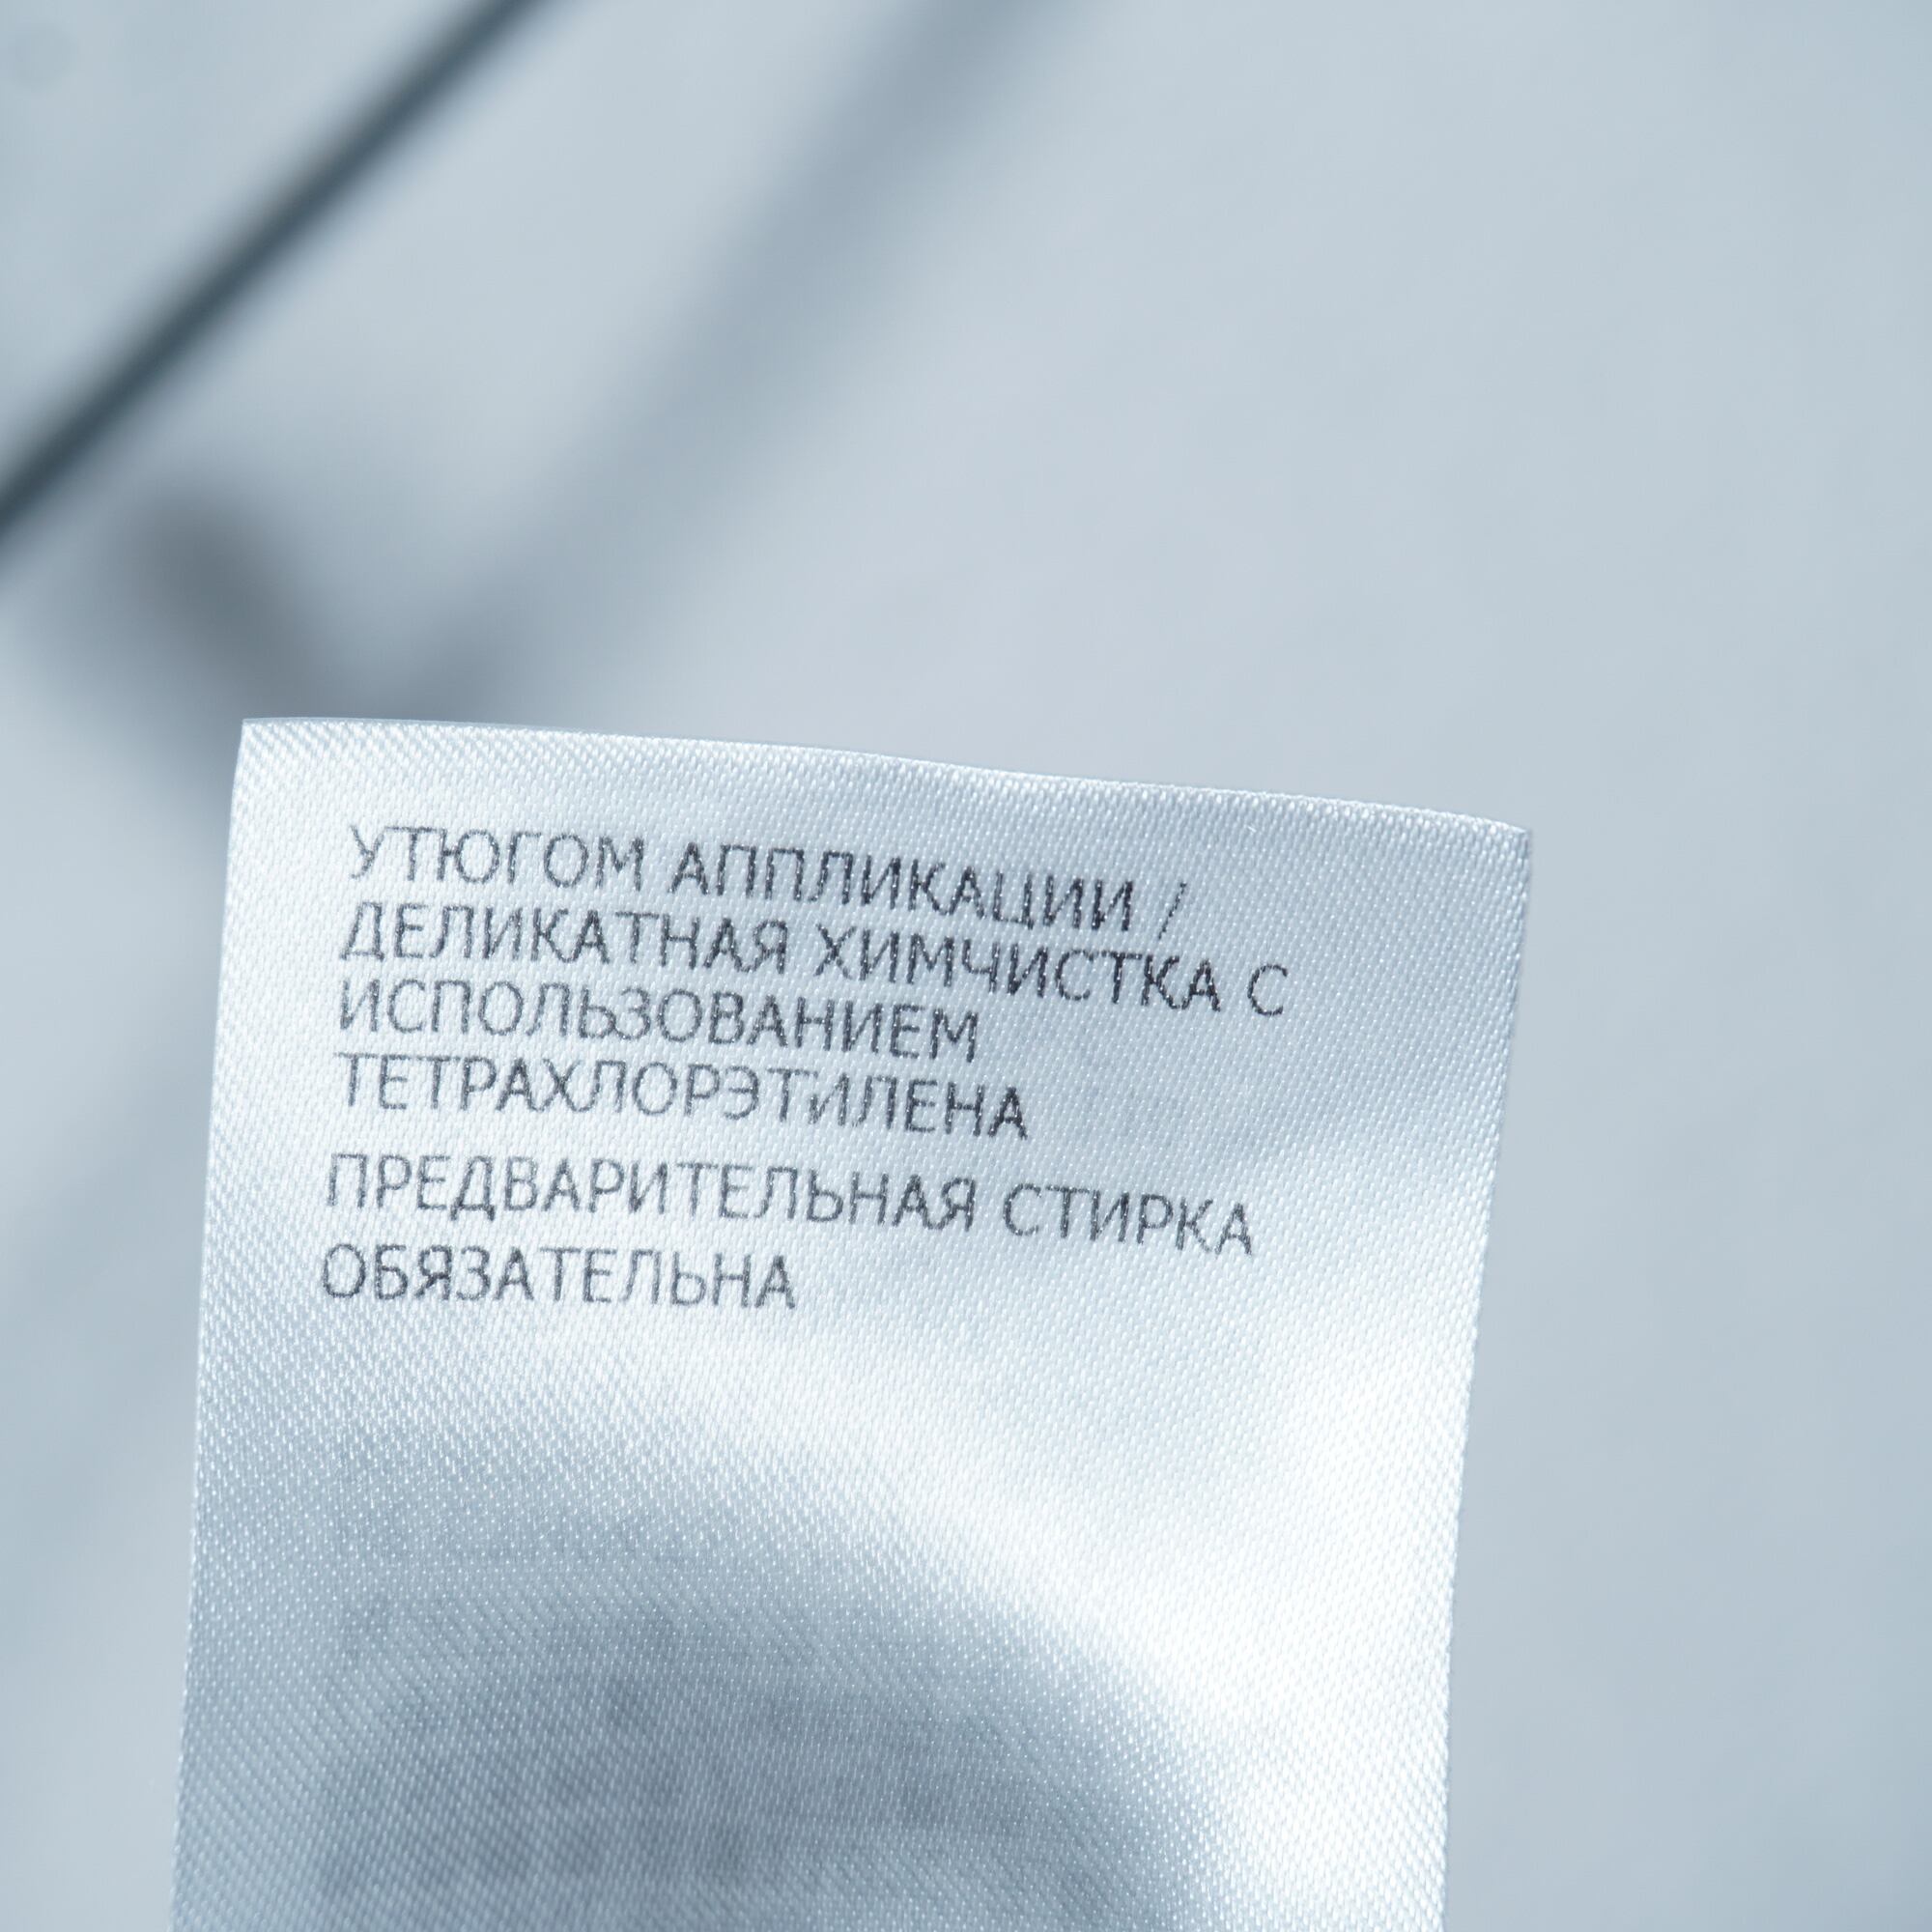 УТЮГОМ АППЛИКАЦИИ /
ДЕЛИКАТНАЯ ХИМЧИСТКА С
ИСПОЛЬЗОВАНИЕМ
ТЕТРАХЛОРЭТИЛЕНА
ПРЕДВАРИТЕЛЬНАЯ СТИРКА
ОБЯЗАТЕЛЬНА